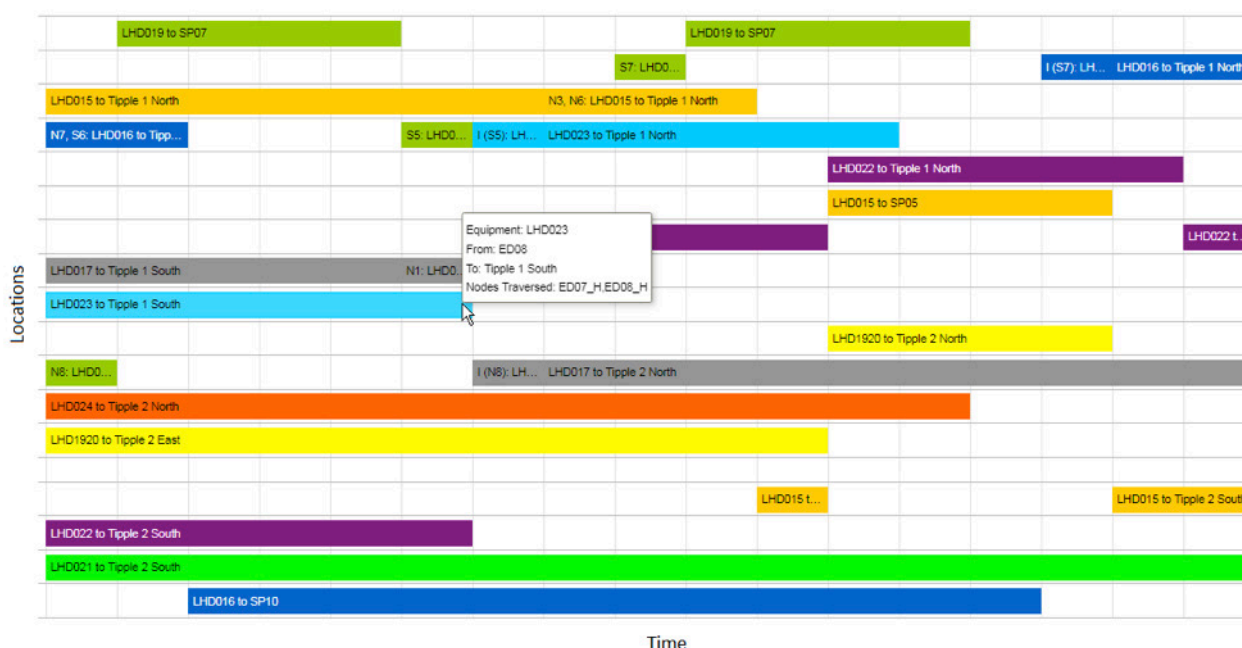 LHD019 to SP07
LHD019 to SP07
S7: LHD0...
I (S7): LH...
LHD016 to Tipple 1 North
LHD015 to Tipple 1 North
N3, N6: LHD015 to Tipple 1 North
N7, S6: LHD016 to Tipp...
S5: LHD0...
I (S5): LH...
LHD023 to Tipple 1 North
LHD022 to Tipple 1 North
LHD015 to SP05
Equipment: LHD023
From: ED08
To: Tipple 1 South
Nodes Traversed: ED07_H,ED08_H
LHD022 t...
LHD017 to Tipple 1 South
N1: LHD0...
LHD023 to Tipple 1 South
LHD1920 to Tipple 2 North
N8: LHD0...
I (N8): LH...
LHD017 to Tipple 2 North
LHD024 to Tipple 2 North
LHD1920 to Tipple 2 East
LHD015 t...
LHD015 to Tipple 2 South
LHD022 to Tipple 2 South
LHD021 to Tipple 2 South
LHD016 to SP10
Locations
Time